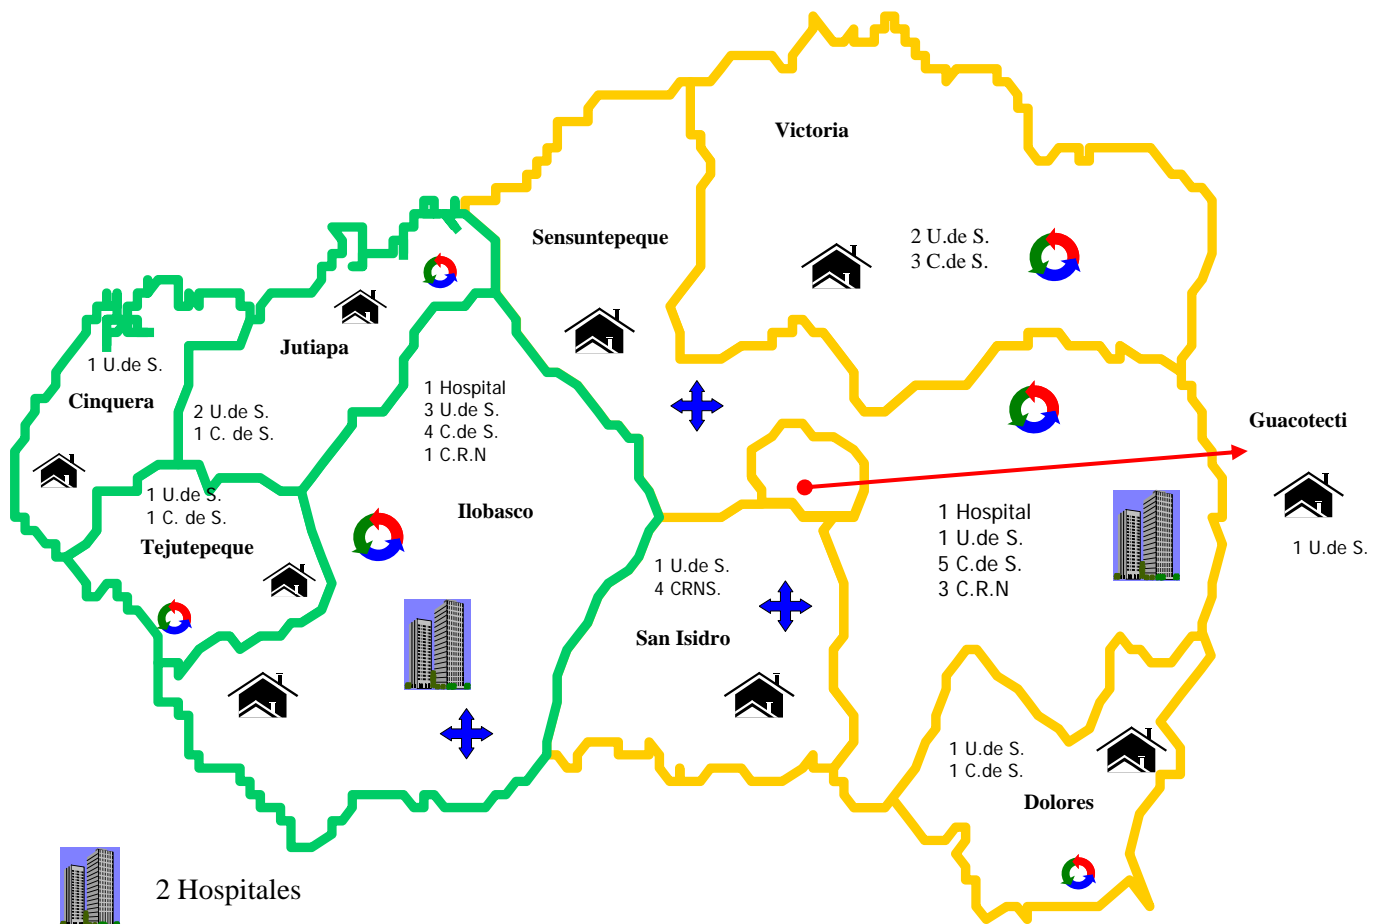 Victoria
2 U.de S.
3 C.de S.
Sensuntepeque
Jutiapa
2 U.de S.
1 C. de S.
1 U.de S.
Cinquera
1 Hospital
3 U.de S.
4 C.de S.
1 C.R.N
Ilobasco
1 U.de S.
1 C. de S.
Tejutepeque
Guacotecti
1 U.de S.
1 Hospital
1 U.de S.
5 C.de S.
3 C.R.N
1 U.de S.
4 CRNS.
San Isidro
1 U.de S.
1 C.de S.
Dolores
2 Hospitales